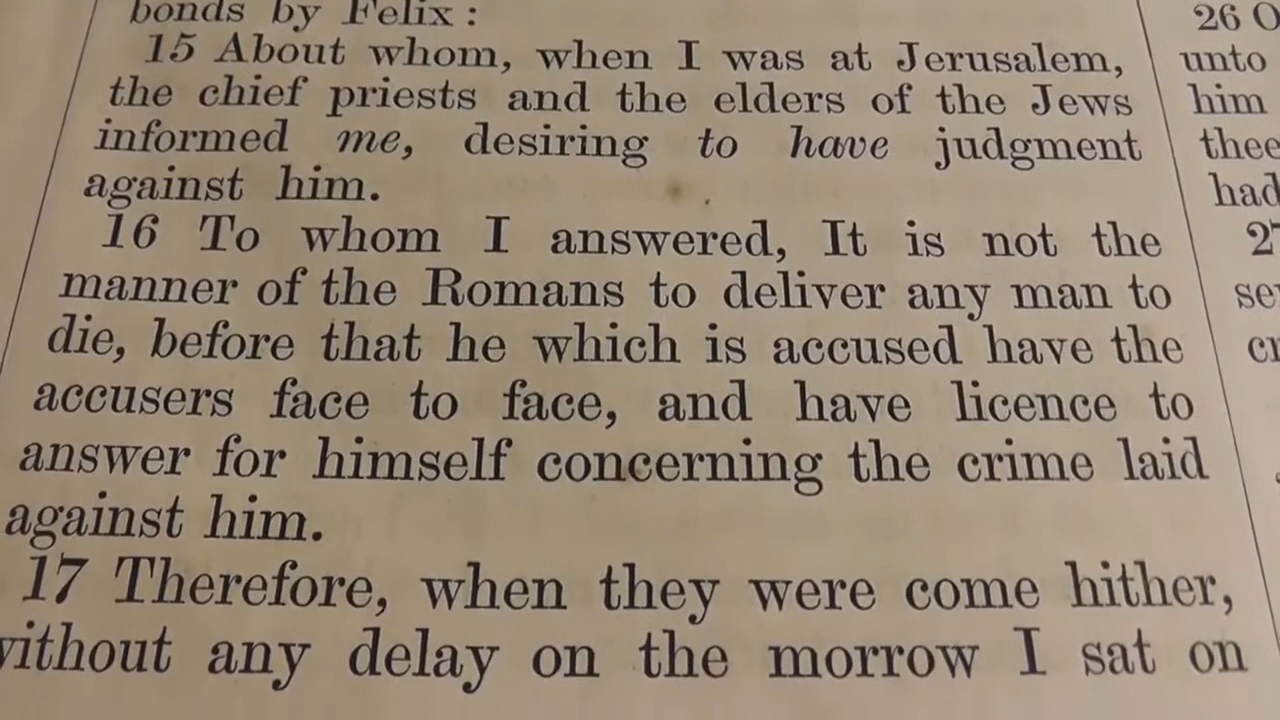 bonds by Felix :
15 About whom, when I was at Jerusalem,
the chief priests and the elders of the Jews
informed me, desiring to have judgment
against him.
16 To whom I answered, It is not the
manner of the Romans to deliver any man to
die, before that he which is accused have the
accusers face to face, and have licence to
answer for himself concerning the crime laid
against him.
17 Therefore, when they were come hither,
without any delay on the morrow I sat on
26 O
unto
him
thee
had